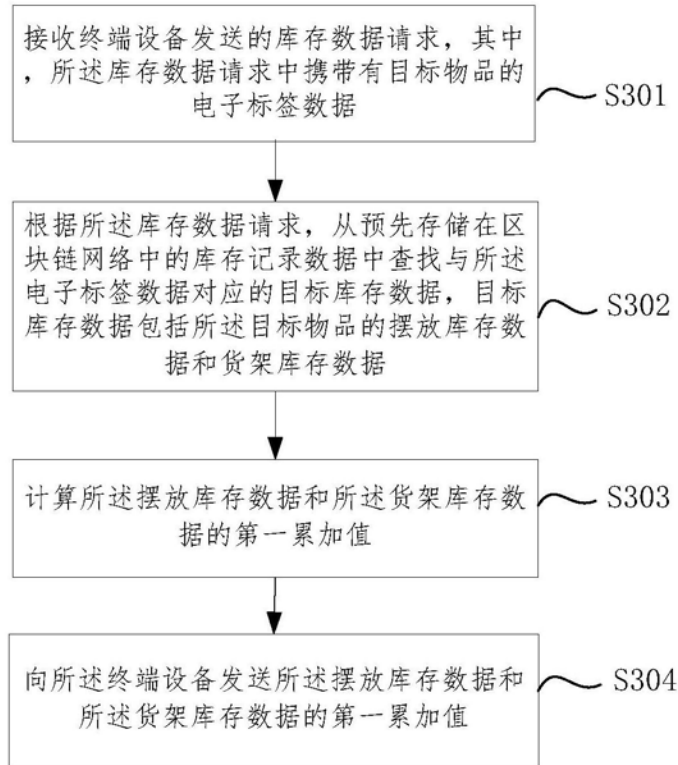 接收终端设备发送的库存数据请求，其中
，所述库存数据请求中携带有目标物品的
电子标签数据
S301
根据所述库存数据请求，从预先存储在区
块链网络中的库存记录数据中查找与所述
电子标签数据对应的目标库存数据，目标
库存数据包括所述目标物品的摆放库存数
据和货架库存数据
S302
计算所述摆放库存数据和所述货架库存数
据的第一累加值
S303
向所述终端设备发送所述摆放库存数据和
所述货架库存数据的第一累加值
S304